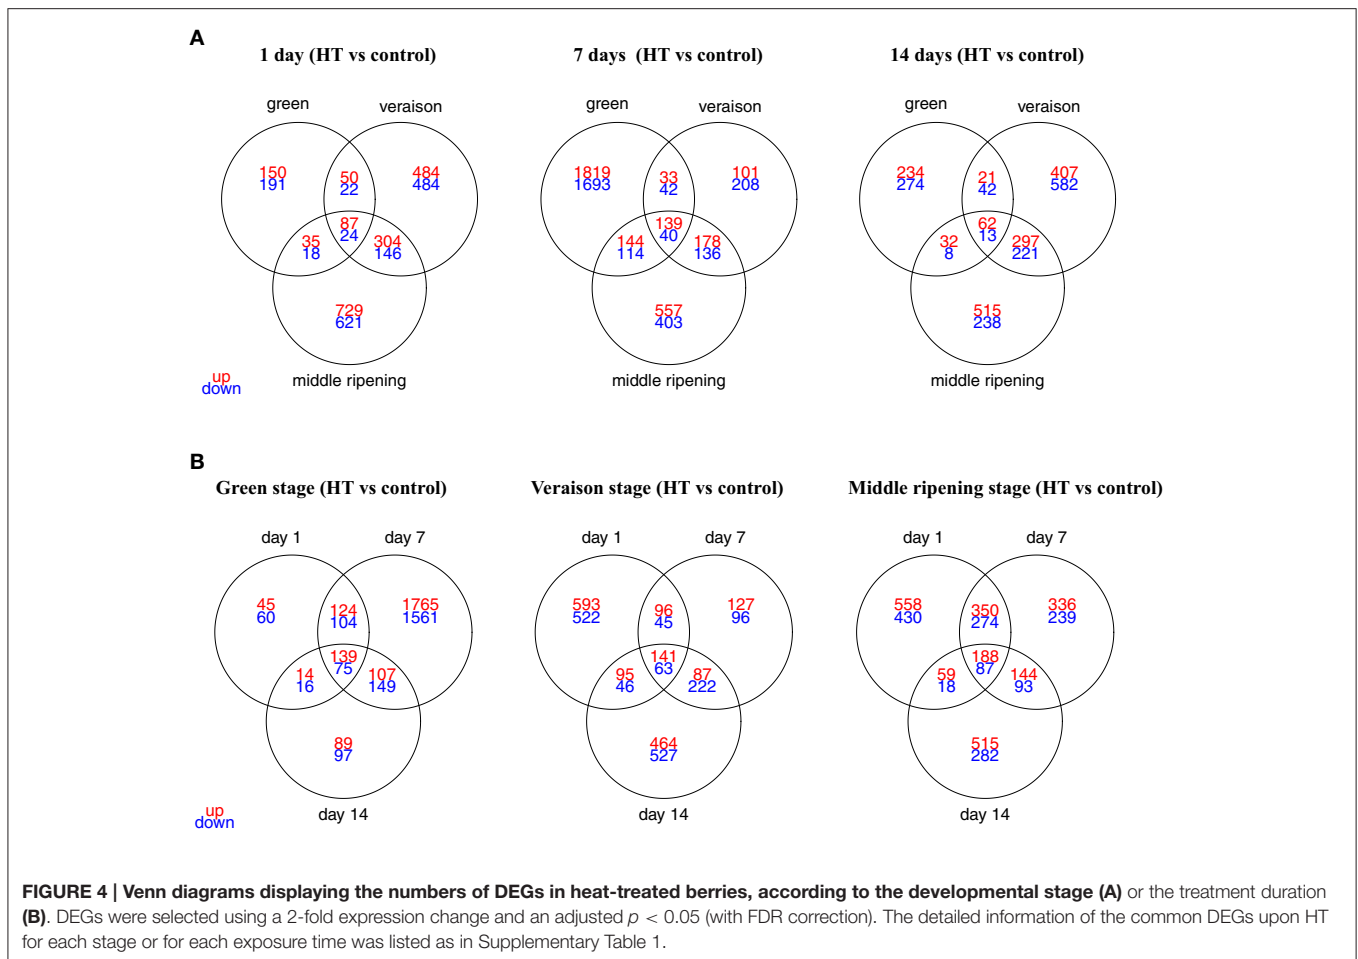 A
1 day (HT vs control)
7 days (HT vs control)
14 days (HT vs control)
green
veraison
green
veraison
green
veraison
150
191
50
22
484
484
87
24
35
18
304
146
729
621
middle ripening
1819
1693
33
42
101
208
139
40
144
114
178
136
557
403
middle ripening
234
274
21
42
407
582
62
13
32
8
297
221
515
238
middle ripening
up
down
B
Green stage (HT vs control)
Veraison stage (HT vs control)
Middle ripening stage (HT vs control)
day 1
day 7
day 1
day 7
day 1
day 7
45
60
124
104
1765
1561
139
75
14
16
107
149
89
97
day 14
593
522
96
45
127
96
141
63
95
46
87
222
464
527
day 14
558
430
350
274
336
239
188
87
59
18
144
93
515
282
day 14
up
down
FIGURE 4 | Venn diagrams displaying the numbers of DEGs in heat-treated berries, according to the developmental stage (A) or the treatment duration
(B). DEGs were selected using a 2-fold expression change and an adjusted p < 0.05 (with FDR correction). The detailed information of the common DEGs upon HT
for each stage or for each exposure time was listed as in Supplementary Table 1.